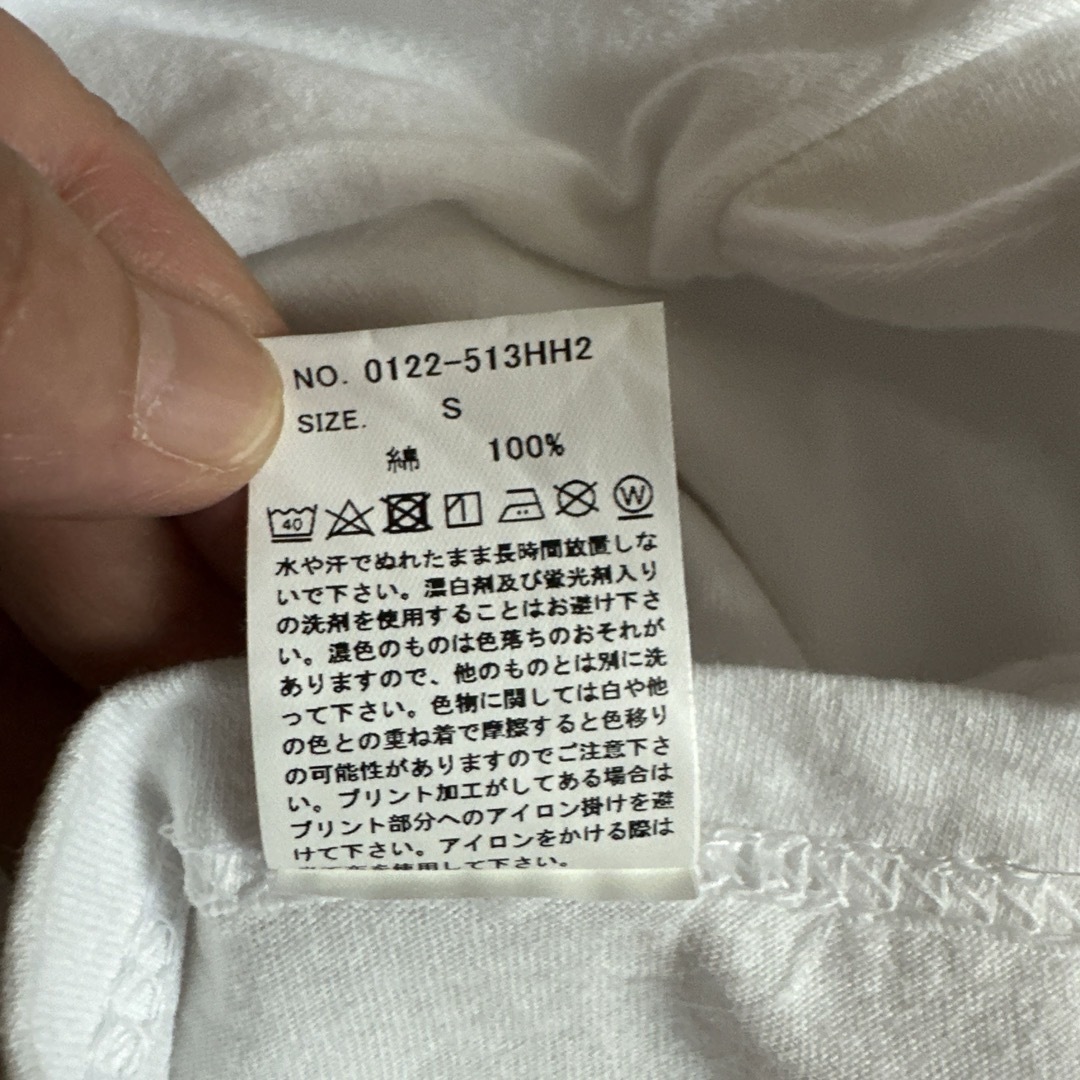 NO. 0122-513HH2
SIZE. S
綿 100%
40 W
水や汗でぬれたまま長時間放置しな
いで下さい。漂白剤及び蛍光剤入り
の洗剤を使用することはお避け下さ
い。濃色のものは色落ちのおそれが
ありますので、他のものとは別に洗
って下さい。色物に関しては白や他
の色との重ね着で摩擦すると色移り
の可能性がありますのでご注意下さ
い。プリント加工がしてある場合は
プリント部分へのアイロン掛けを避
けて下さい。アイロンをかける際は
使用して下さい。